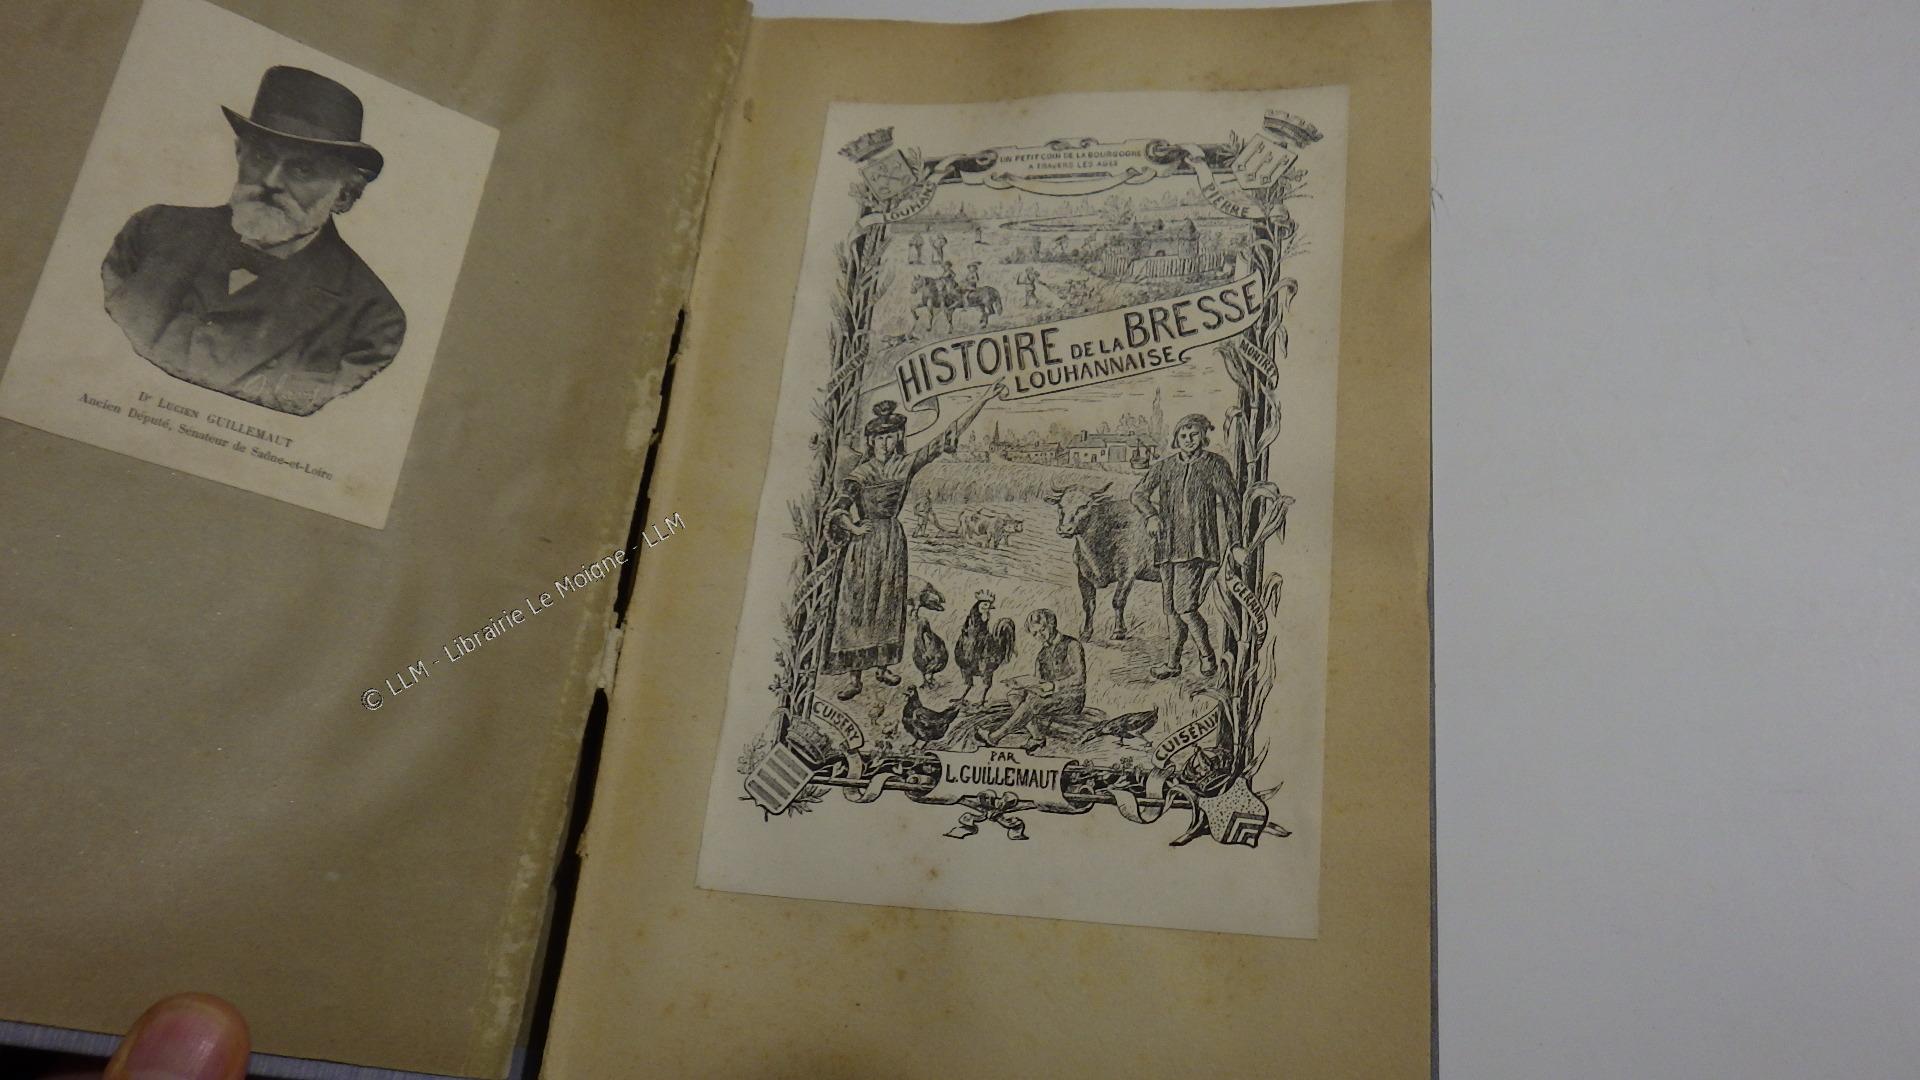 Dr LUCIEN GUILLEMAUT
Ancien Député, Sénateur de Saône-et-Loire
© LLM - Librairie Le Moigne - LLM
UN PETIT COIN DE LA BOURGOGNE
A TRAVERS LES AGES
LOUHANS
PIERRE
HISTOIRE DE LA BRESSE
LOUHANNAISE
BEAUREPAIRE
MONTRET
CUISERY
CUISEAUX
PAR
L. GUILLEMAUT